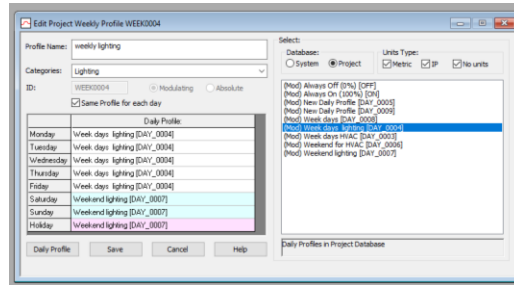 Edit Project Weekly Profile WEEK0004
Profile Name: weekly lighting
Categories: Lighting
ID: WEEK0004 Modulating Absolute
Same Profile for each day
Daily Profile:
Monday Week days lighting [DAY_0004]
Tuesday Week days lighting [DAY_0004]
Wednesday Week days lighting [DAY_0004]
Thursday Week days lighting [DAY_0004]
Friday Week days lighting [DAY_0004]
Saturday Weekend lighting [DAY_0007]
Sunday Weekend lighting [DAY_0007]
Holiday Weekend lighting [DAY_0007]
Daily Profile Save Cancel Help
Select:
Database: Units Type:
System Project Metric IP No units
(Mod) Always Off (0%) [OFF]
(Mod) Always On (100%) [ON]
(Mod) New Daily Profile [DAY_0005]
(Mod) New Daily Profile [DAY_0009]
(Mod) Week days [DAY_0008]
(Mod) Week days lighting [DAY_0004]
(Mod) Week days HVAC [DAY_0003]
(Mod) Weekend for HVAC [DAY_0006]
(Mod) Weekend lighting [DAY_0007]
Daily Profiles in Project Database